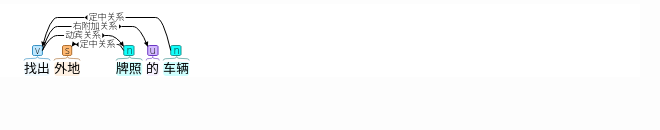 定中关系
右附加关系
动宾关系
定中关系
v s n u n
找出 外地 牌照 的 车辆